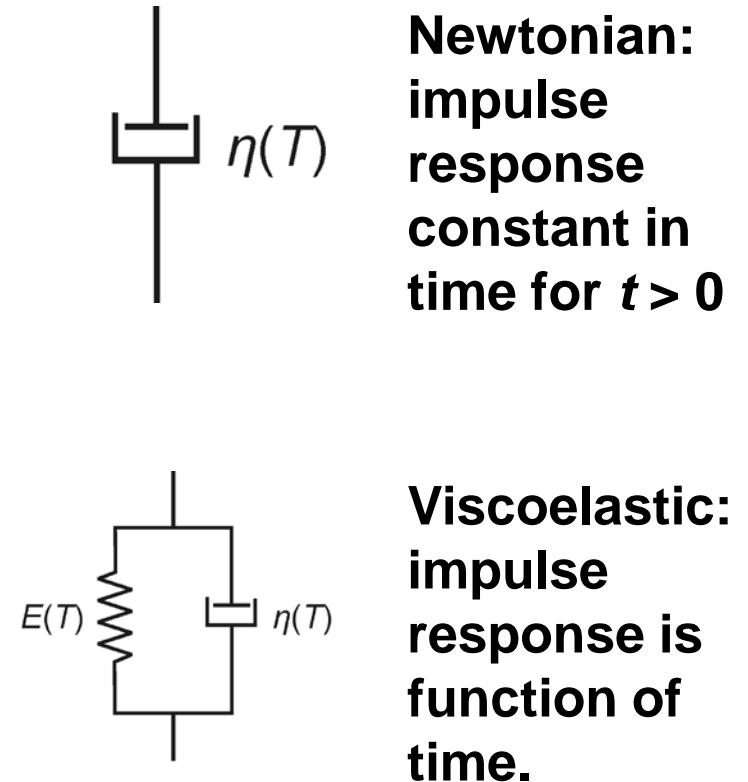 η(T)
Newtonian:
impulse
response
constant in
time for t > 0
E(T)
η(T)
Viscoelastic:
impulse
response is
function of
time.